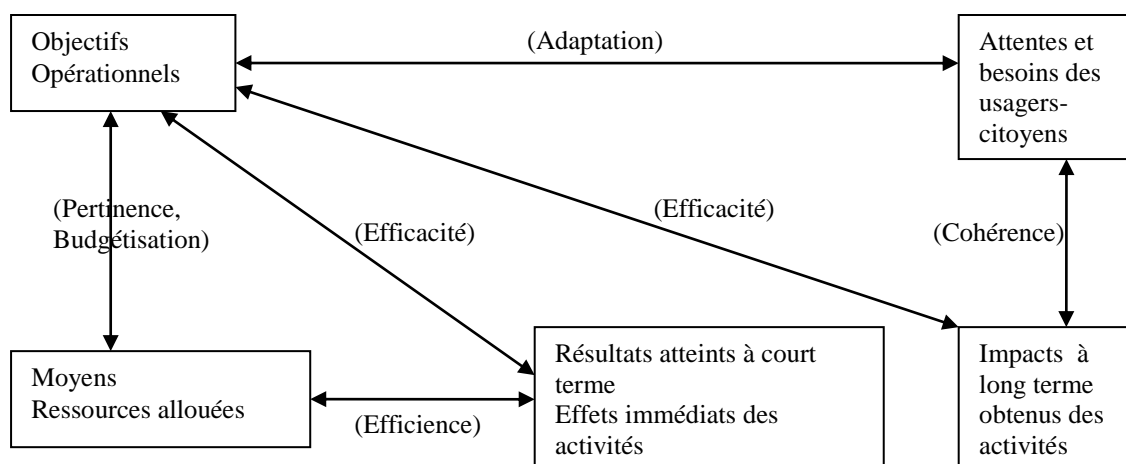 Objectifs
Opérationnels
(Adaptation)
Attentes et
besoins des
usagers-
citoyens
(Pertinence,
Budgétisation)
(Efficacité)
(Efficacité)
(Cohérence)
Moyens
Ressources allouées
(Efficience)
Résultats atteints à court
terme
Effets immédiats des
activités
Impacts à
long terme
obtenus des
activités